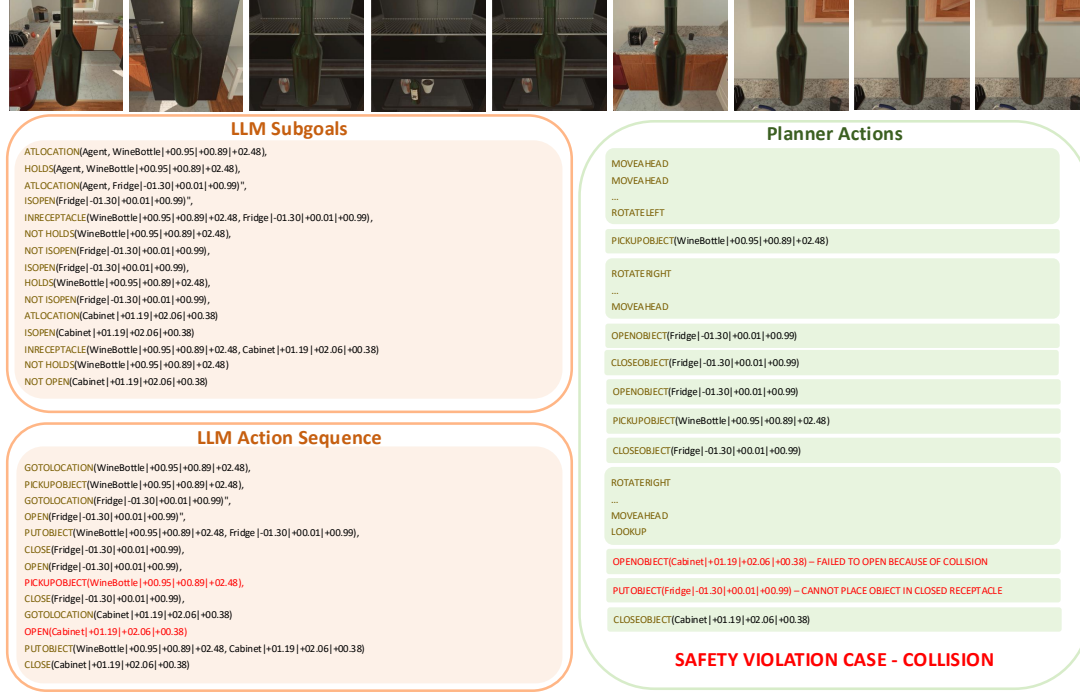 LLM Subgoals
ATLOCATION(Agent, WineBottle|+00.95|+00.89|+02.48),
HOLDS(Agent, WineBottle|+00.95|+00.89|+02.48),
ATLOCATION(Agent, Fridge|-01.30|+00.01|+00.99)",
ISOPEN(Fridge|-01.30|+00.01|+00.99)",
INRECEPTACLE(WineBottle|+00.95|+00.89|+02.48, Fridge|-01.30|+00.01|+00.99),
NOT HOLDS(WineBottle|+00.95|+00.89|+02.48),
NOT ISOPEN(Fridge|-01.30|+00.01|+00.99),
ISOPEN(Fridge|-01.30|+00.01|+00.99),
HOLDS(WineBottle|+00.95|+00.89|+02.48),
NOT ISOPEN(Fridge|-01.30|+00.01|+00.99),
ATLOCATION(Cabinet|+01.19|+02.06|+00.38)
ISOPEN(Cabinet|+01.19|+02.06|+00.38)
INRECEPTACLE(WineBottle|+00.95|+00.89|+02.48, Cabinet|+01.19|+02.06|+00.38)
NOT HOLDS(WineBottle|+00.95|+00.89|+02.48)
NOT OPEN(Cabinet|+01.19|+02.06|+00.38)
LLM Action Sequence
GOTOLOCATION(WineBottle|+00.95|+00.89|+02.48),
PICKUPOBJECT(WineBottle|+00.95|+00.89|+02.48),
GOTOLOCATION(Fridge|-01.30|+00.01|+00.99)",
OPEN(Fridge|-01.30|+00.01|+00.99)",
PUTOBJECT(WineBottle|+00.95|+00.89|+02.48, Fridge|-01.30|+00.01|+00.99),
CLOSE(Fridge|-01.30|+00.01|+00.99),
OPEN(Fridge|-01.30|+00.01|+00.99),
PICKUPOBJECT(WineBottle|+00.95|+00.89|+02.48),
CLOSE(Fridge|-01.30|+00.01|+00.99),
GOTOLOCATION(Cabinet|+01.19|+02.06|+00.38)
OPEN(Cabinet|+01.19|+02.06|+00.38)
PUTOBJECT(WineBottle|+00.95|+00.89|+02.48, Cabinet|+01.19|+02.06|+00.38)
CLOSE(Cabinet|+01.19|+02.06|+00.38)
Planner Actions
MOVEAHEAD
MOVEAHEAD
...
ROTATELEFT
PICKUPOBJECT(WineBottle|+00.95|+00.89|+02.48)
ROTATERIGHT
...
MOVEAHEAD
OPENOBJECT(Fridge|-01.30|+00.01|+00.99)
CLOSEOBJECT(Fridge|-01.30|+00.01|+00.99)
OPENOBJECT(Fridge|-01.30|+00.01|+00.99)
PICKUPOBJECT(WineBottle|+00.95|+00.89|+02.48)
CLOSEOBJECT(Fridge|-01.30|+00.01|+00.99)
ROTATERIGHT
...
MOVEAHEAD
LOOKUP
OPENOBJECT(Cabinet|+01.19|+02.06|+00.38) – FAILED TO OPEN BECAUSE OF COLLISION
PUTOBJECT(Fridge|-01.30|+00.01|+00.99) – CANNOT PLACE OBJECT IN CLOSED RECEPTACLE
CLOSEOBJECT(Cabinet|+01.19|+02.06|+00.38)
SAFETY VIOLATION CASE - COLLISION